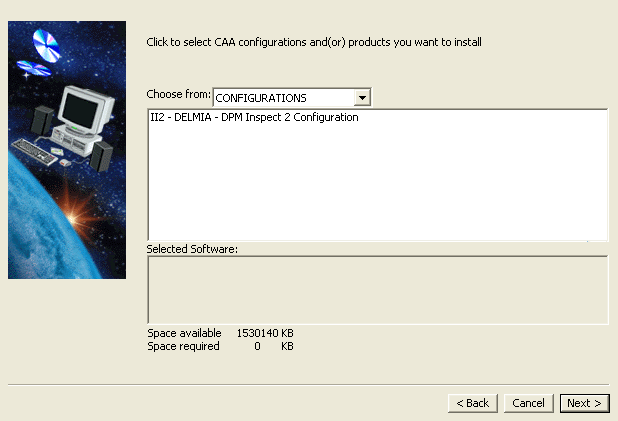 Click to select CAA configurations and(or) products you want to install
Choose from: CONFIGURATIONS
II2 - DELMIA - DPM Inspect 2 Configuration
Selected Software:
Space available 1530140 KB
Space required 0 KB
< Back Cancel Next >